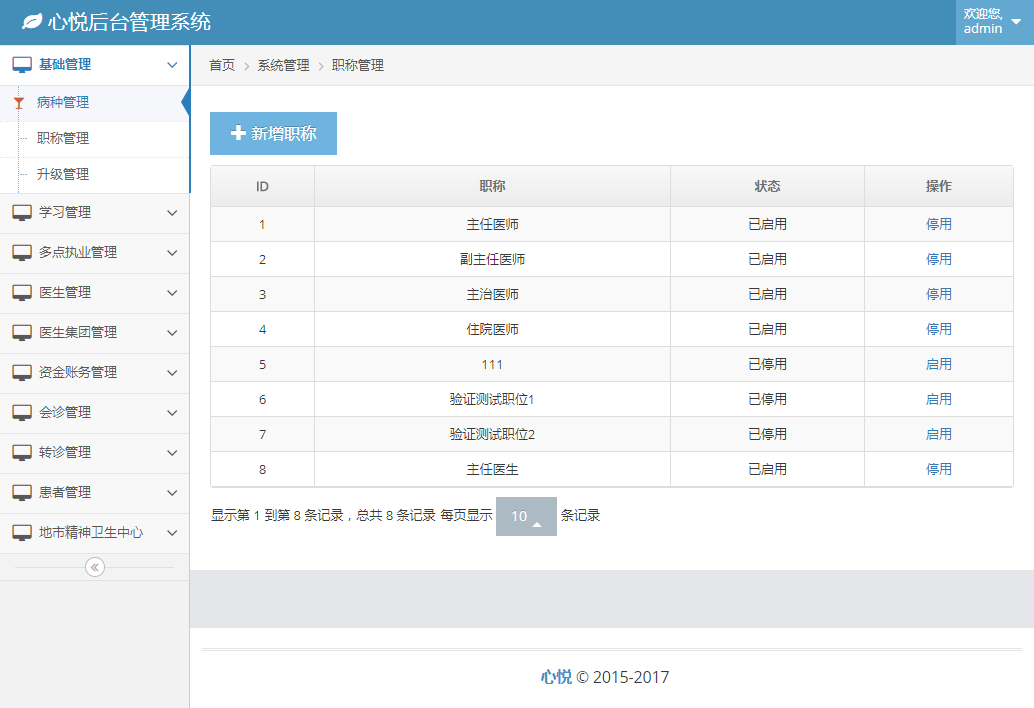 心悦后台管理系统
欢迎您,
admin
基础管理
病种管理
职称管理
升级管理
学习管理
多点执业管理
医生管理
医生集团管理
资金账务管理
会诊管理
转诊管理
患者管理
地市精神卫生中心
首页 > 系统管理 > 职称管理
新增职称
ID 职称 状态 操作
1 主任医师 已启用 停用
2 副主任医师 已启用 停用
3 主治医师 已启用 停用
4 住院医师 已启用 停用
5 111 已停用 启用
6 验证测试职位1 已停用 启用
7 验证测试职位2 已停用 启用
8 主任医生 已启用 停用
显示第 1 到第 8 条记录，总共 8 条记录 每页显示 10 条记录
心悦 © 2015-2017